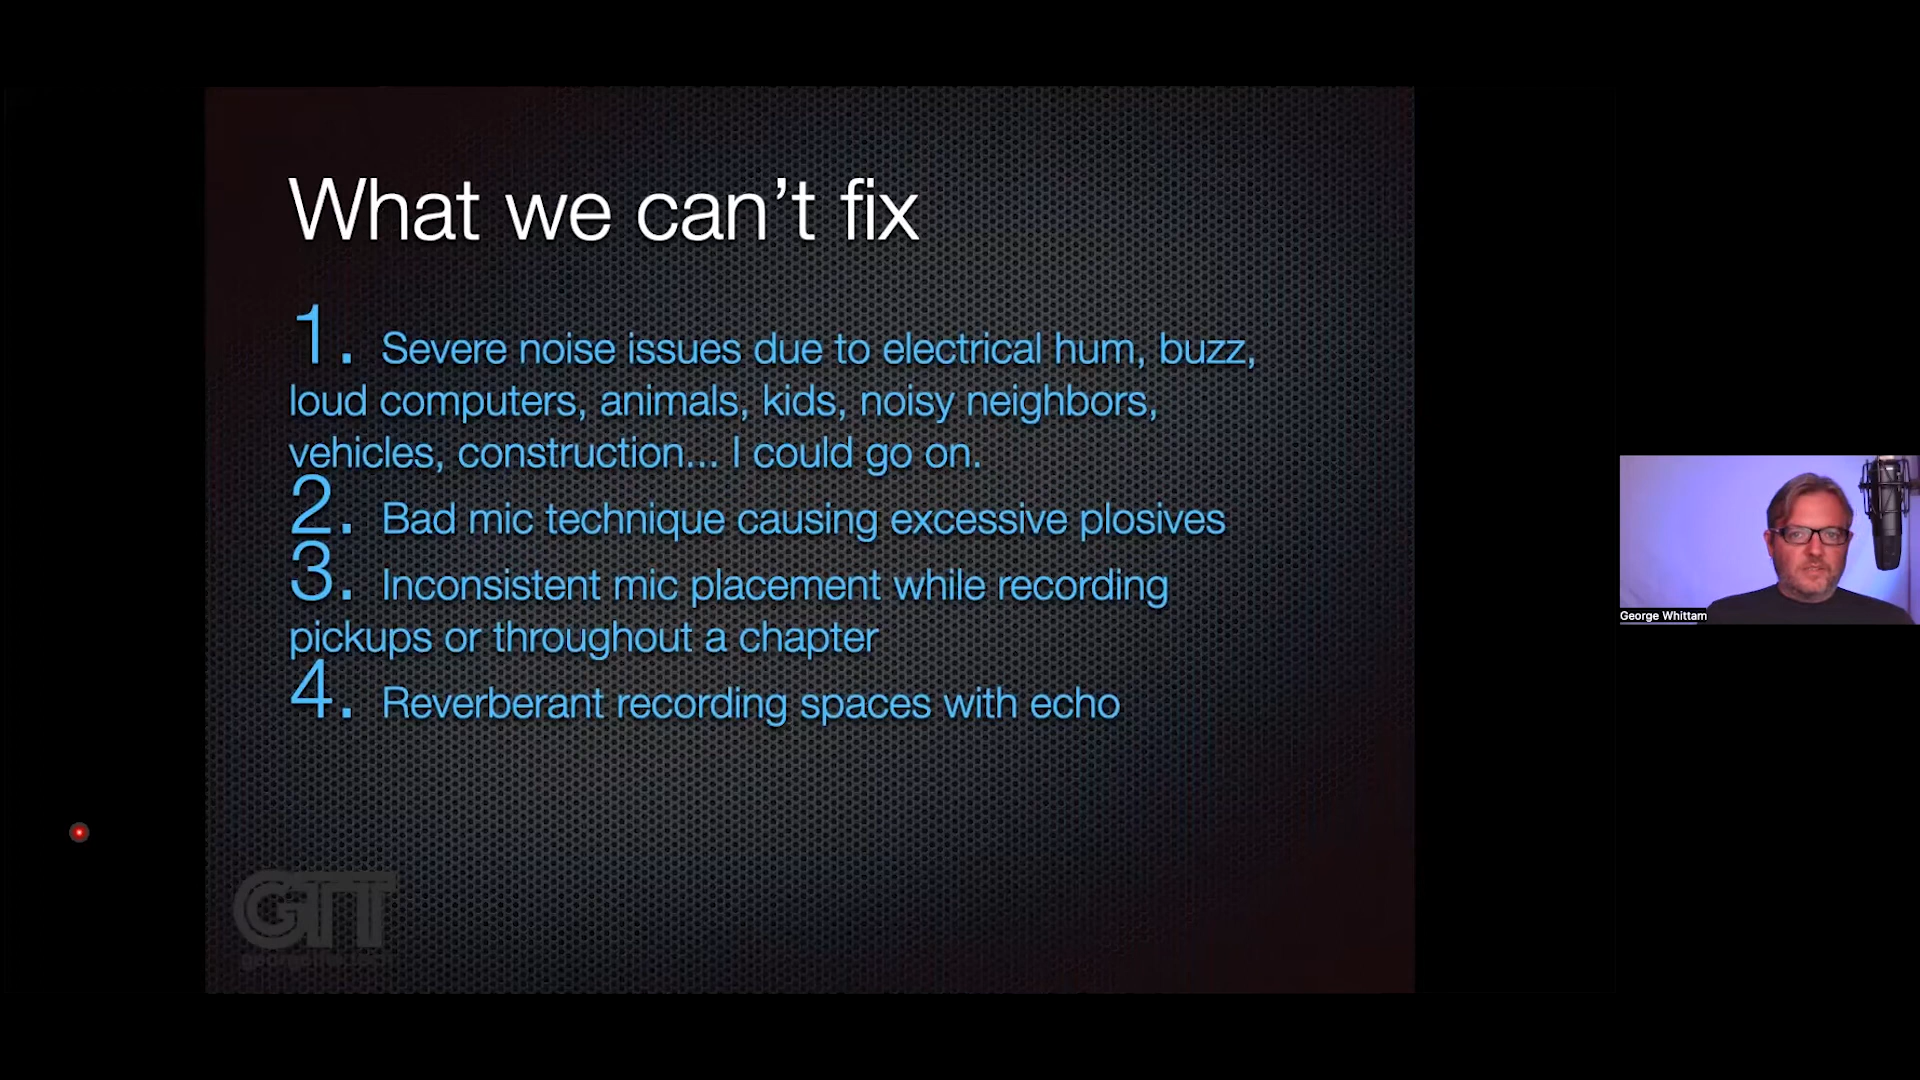 What we can’t fix
1. Severe noise issues due to electrical hum, buzz,
loud computers, animals, kids, noisy neighbors,
vehicles, construction... I could go on.
2. Bad mic technique causing excessive plosives
3. Inconsistent mic placement while recording
pickups or throughout a chapter
4. Reverberant recording spaces with echo
George Whittam